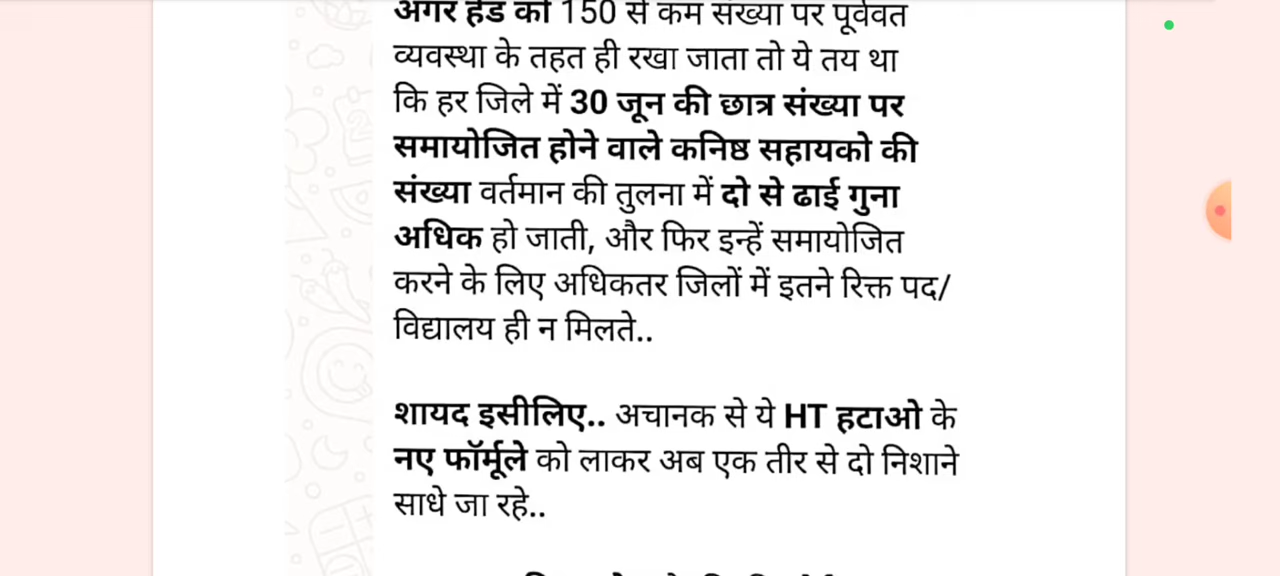 अगर हेड को 150 से कम संख्या पर पूर्ववत
व्यवस्था के तहत ही रखा जाता तो ये तय था
कि हर जिले में 30 जून की छात्र संख्या पर
समायोजित होने वाले कनिष्ठ सहायको की
संख्या वर्तमान की तुलना में दो से ढाई गुना
अधिक हो जाती, और फिर इन्हें समायोजित
करने के लिए अधिकतर जिलों में इतने रिक्त पद/
विद्यालय ही न मिलते..
शायद इसीलिए.. अचानक से ये HT हटाओ के
नए फॉर्मूले को लाकर अब एक तीर से दो निशाने
साधे जा रहे..